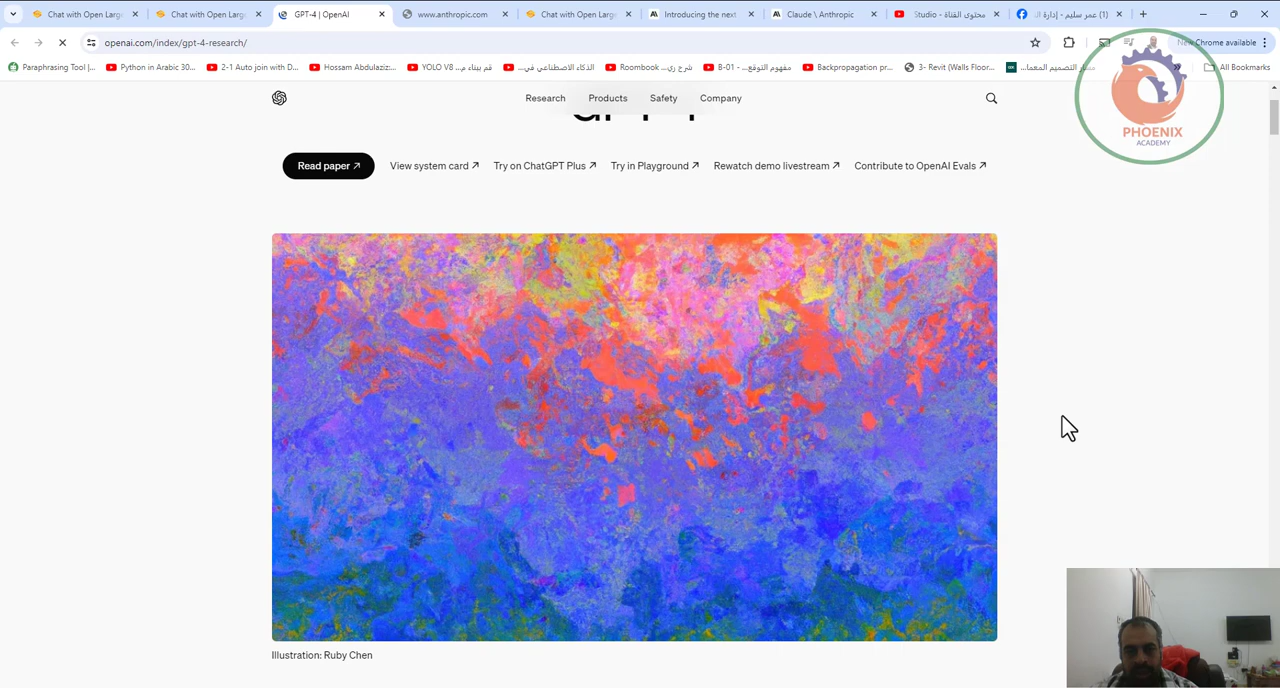 Chat with Open Large
Chat with Open Large
GPT-4 | OpenAI
www.anthropic.com
Chat with Open Large
Introducing the next
Claude \ Anthropic
محتوى القناة - Studio
(1) عمر سليم - إدارة
openai.com/index/gpt-4-research/
New Chrome available
Paraphrasing Tool |...
Python in Arabic 30...
2-1 Auto join with D...
Hossam Abdulaziz:...
YOLO V8...قم ببناء م
الذكاء الاصطناعي في...
Roombook شرح ري...
B-01 - مفهوم التوقع...
Backpropagation pr...
3- Revit (Walls Floor...
مسار التصميم المعما...
All Bookmarks
Research
Products
Safety
Company
PHOENIX
ACADEMY
GPT-4
Read paper
View system card
Try on ChatGPT Plus
Try in Playground
Rewatch demo livestream
Contribute to OpenAI Evals
Illustration: Ruby Chen